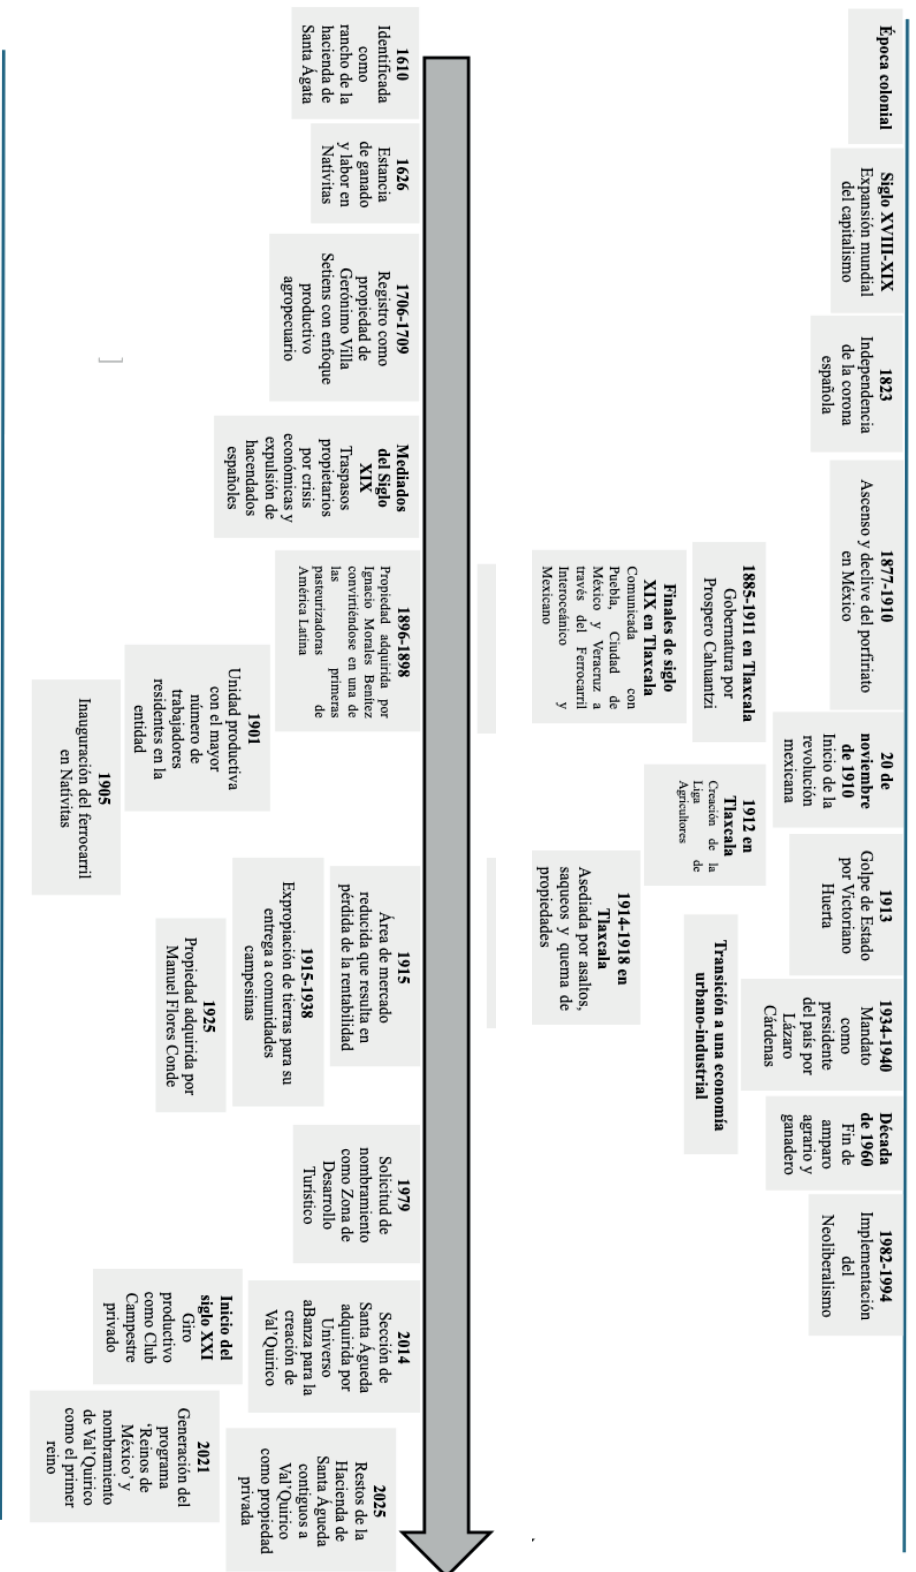 Época colonial
Siglo XVIII-XIX
Expansión mundial
del capitalismo
1823
Independencia
de la corona
española
1877-1910
Ascenso y declive del porfiriato
en México
20 de
noviembre
de 1910
Inicio de la
revolución
mexicana
1913
Golpe de Estado
por Victoriano
Huerta
1934-1940
Mandato
como
presidente
del país por
Lázaro
Cárdenas
Década
de 1960
Fin de
amparo
agrario y
ganadero
1982-1994
Implementación
del
Neoliberalismo
1885-1911 en Tlaxcala
Gobernatura por
Prospero Cahuantzi
Finales de siglo
XIX en Tlaxcala
Comunicada con
Puebla, Ciudad de
México y Veracruz a
través del Ferrocarril
Interoceánico y
Mexicano
1912 en
Tlaxcala
Creación de la
Liga de
Agricultores
1914-1918 en
Tlaxcala
Asediada por asaltos,
saqueos y quema de
propiedades
Transición a una economía
urbano-industrial
1610
Identificada
como
rancho de la
hacienda de
Santa Ágata
1626
Estancia
de ganado
y labor en
Natívitas
1706-1709
Registro como
propiedad de
Gerónimo Villa
Setiens con enfoque
productivo
agropecuario
Mediados
del Siglo
XIX
Traspasos
propietarios
por crisis
económicas y
expulsión de
hacendados
españoles
1896-1898
Propiedad adquirida por
Ignacio Morales Benítez
convirtiéndose en una de
las primeras
pasteurizadoras de
América Latina
1901
Unidad productiva
con el mayor
número de
trabajadores
residentes en la
entidad
1905
Inauguración del ferrocarril
en Natívitas
1915
Área de mercado
reducida que resulta en
pérdida de la rentabilidad
1915-1938
Expropiación de tierras para su
entrega a comunidades
campesinas
1925
Propiedad adquirida por
Manuel Flores Conde
1979
Solicitud de
nombramiento
como Zona de
Desarrollo
Turístico
Inicio del
siglo XXI
Giro
productivo
como Club
Campestre
privado
2014
Sección de
Santa Águeda
adquirida por
Universo
aBanza para la
creación de
Val'Quirico
2021
Generación del
programa
'Reinos de
México' y
nombramiento
de Val'Quirico
como el primer
reino
2025
Restos de la
Hacienda de
Santa Águeda
contiguos a
Val'Quirico
como propiedad
privada